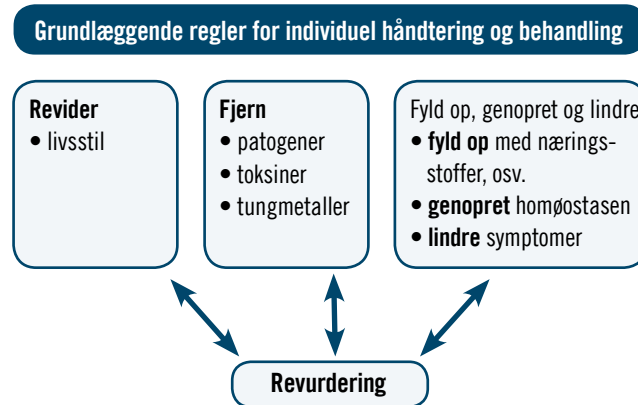 Grundlæggende regler for individuel håndtering og behandling
Revider
• livsstil
Fjern
• patogener
• toksiner
• tungmetaller
Fyld op, genopret og lindre
• fyld op med nærings-
stoffer, osv.
• genopret homøostasen
• lindre symptomer
Revurdering